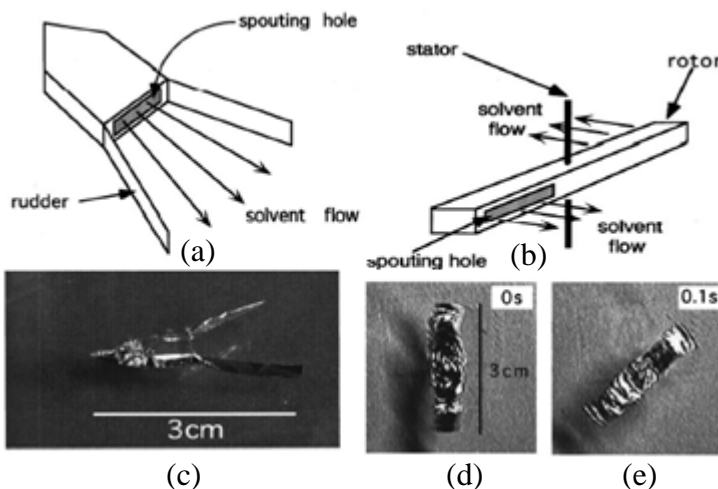 spouting hole
rudder
solvent flow
(a)
stator
rotor
solvent
flow
solvent
flow
spouting hole
(b)
3cm
(c)
0s
3cm
(d)
0.1s
(e)